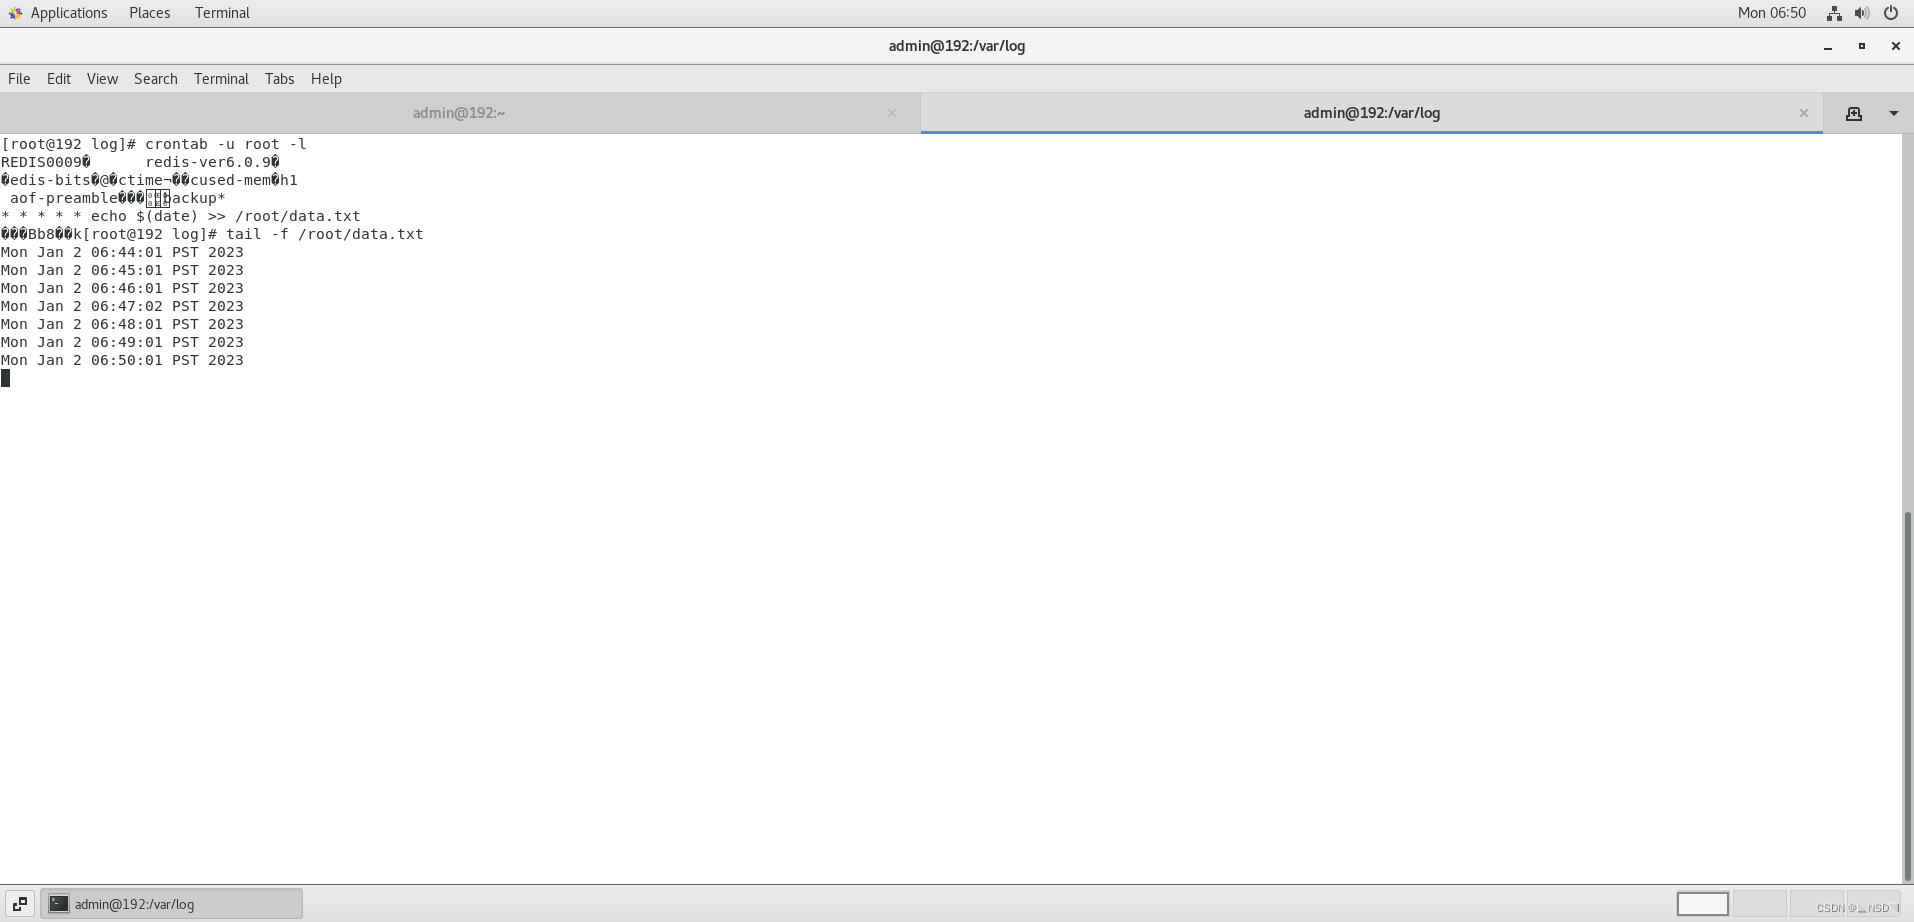 Applications Places Terminal Mon 06:50
admin@192:/var/log
File Edit View Search Terminal Tabs Help
admin@192:~ admin@192:/var/log
[root@192 log]# crontab -u root -l
REDIS0009� redis-ver6.0.9�
�edis-bits�@�ctime¬��cused-mem�h1
aof-preamble��� backup*
* * * * * echo $(date) >> /root/data.txt
���Bb8��k[root@192 log]# tail -f /root/data.txt
Mon Jan 2 06:44:01 PST 2023
Mon Jan 2 06:45:01 PST 2023
Mon Jan 2 06:46:01 PST 2023
Mon Jan 2 06:47:02 PST 2023
Mon Jan 2 06:48:01 PST 2023
Mon Jan 2 06:49:01 PST 2023
Mon Jan 2 06:50:01 PST 2023
admin@192:/var/log
CSDN